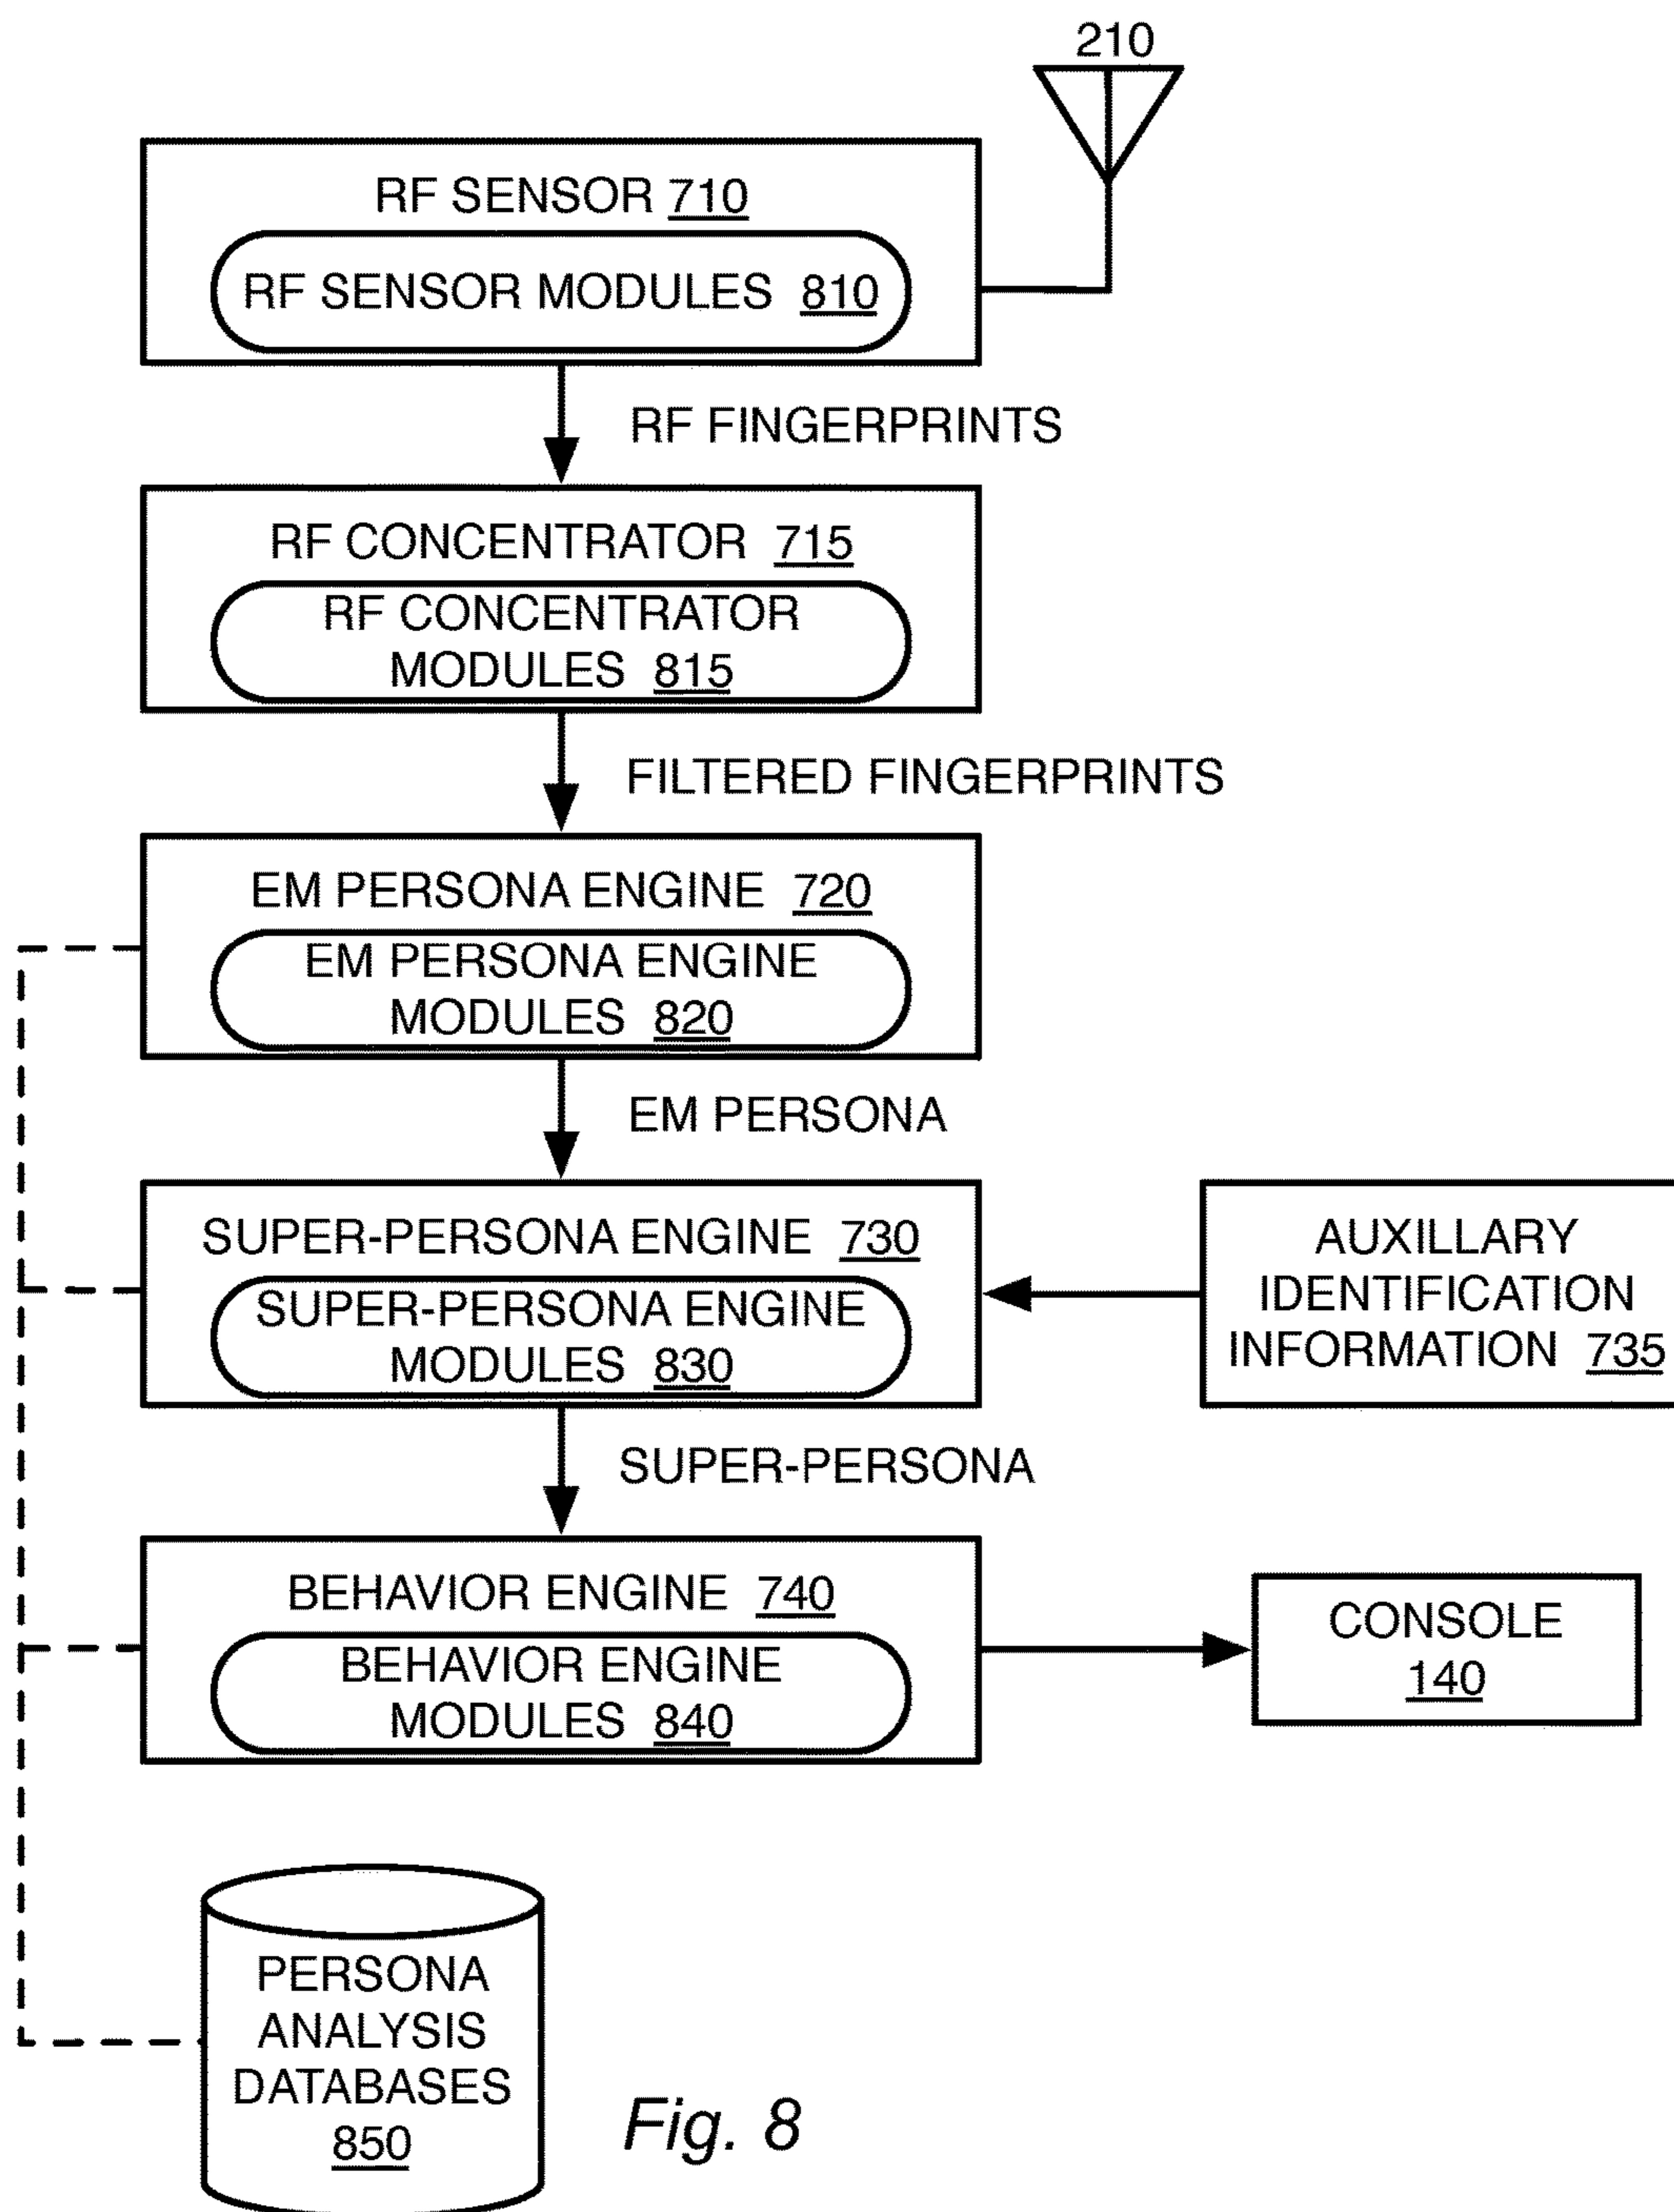 210
RF SENSOR 710
RF SENSOR MODULES 810
RF FINGERPRINTS
RF CONCENTRATOR 715
RF CONCENTRATOR
MODULES 815
FILTERED FINGERPRINTS
EM PERSONA ENGINE 720
EM PERSONA ENGINE
MODULES 820
EM PERSONA
SUPER-PERSONA ENGINE 730
SUPER-PERSONA ENGINE
MODULES 830
AUXILLARY
IDENTIFICATION
INFORMATION 735
SUPER-PERSONA
BEHAVIOR ENGINE 740
BEHAVIOR ENGINE
MODULES 840
CONSOLE
140
PERSONA
ANALYSIS
DATABASES
850
Fig. 8